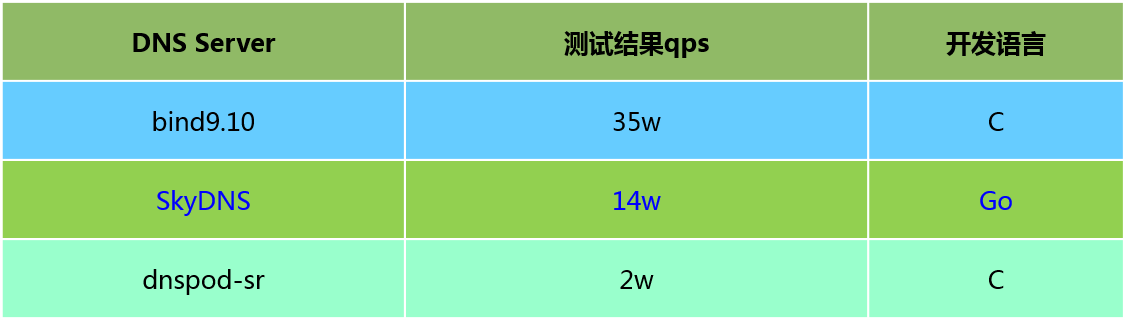 DNS Server 测试结果qps 开发语言
bind9.10 35w C
SkyDNS 14w Go
dnspod-sr 2w C